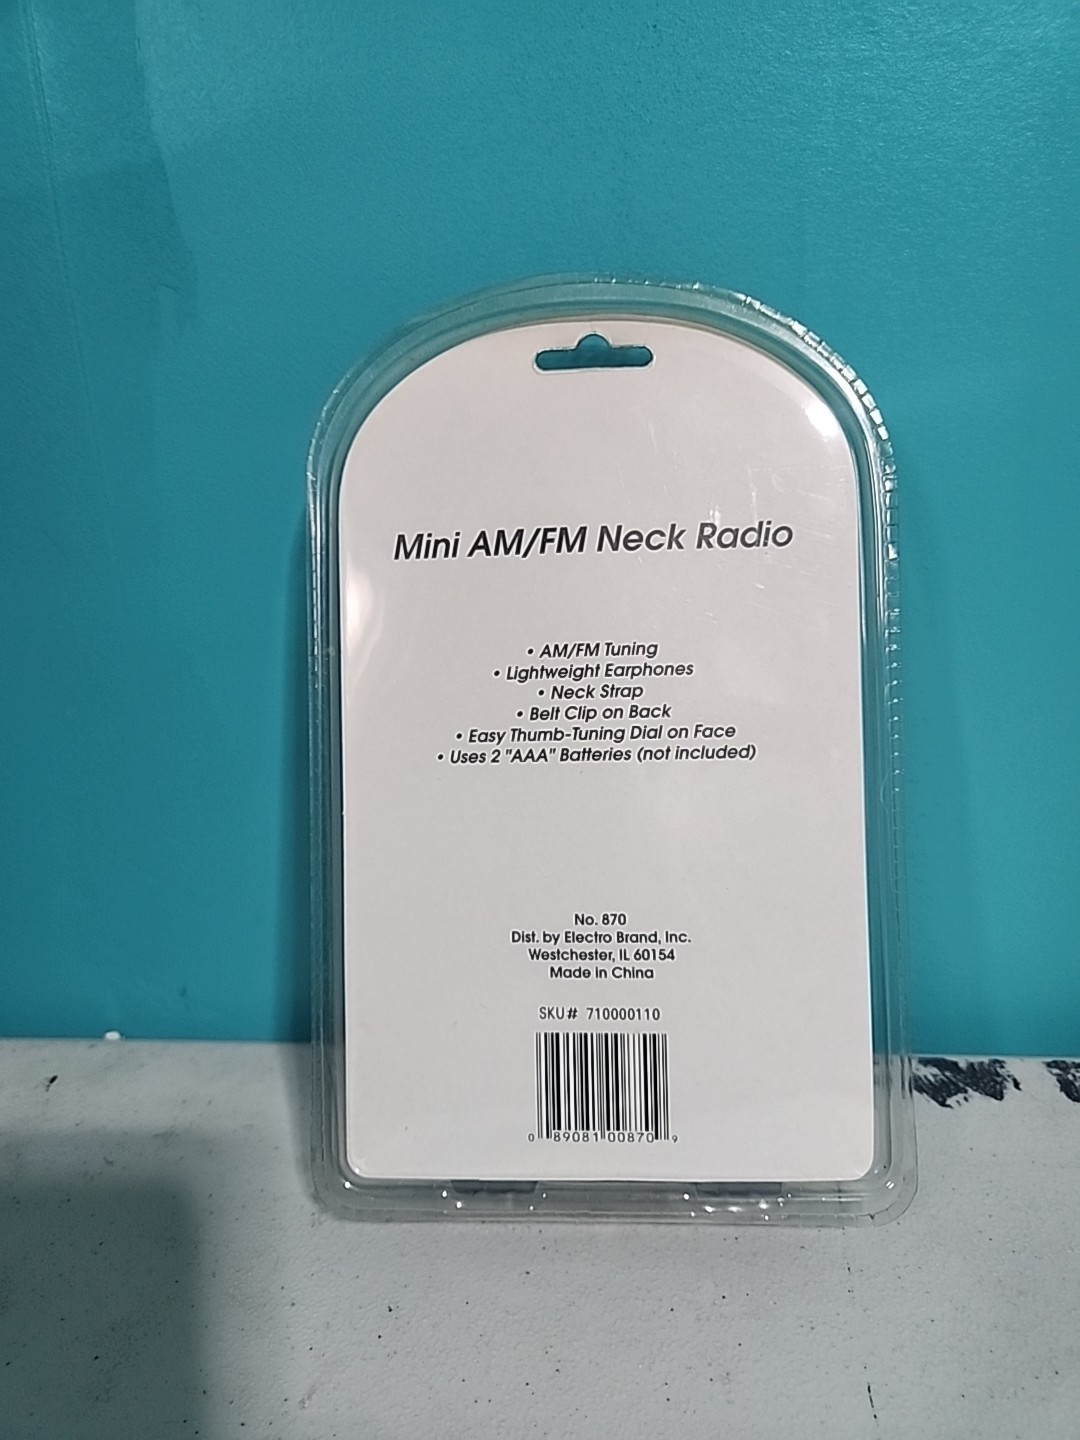 Mini AM/FM Neck Radio
• AM/FM Tuning
• Lightweight Earphones
• Neck Strap
• Belt Clip on Back
• Easy Thumb-Tuning Dial on Face
• Uses 2 "AAA" Batteries (not included)
No. 870
Dist. by Electro Brand, Inc.
Westchester, IL 60154
Made in China
SKU# 710000110
0 89081 00870 9